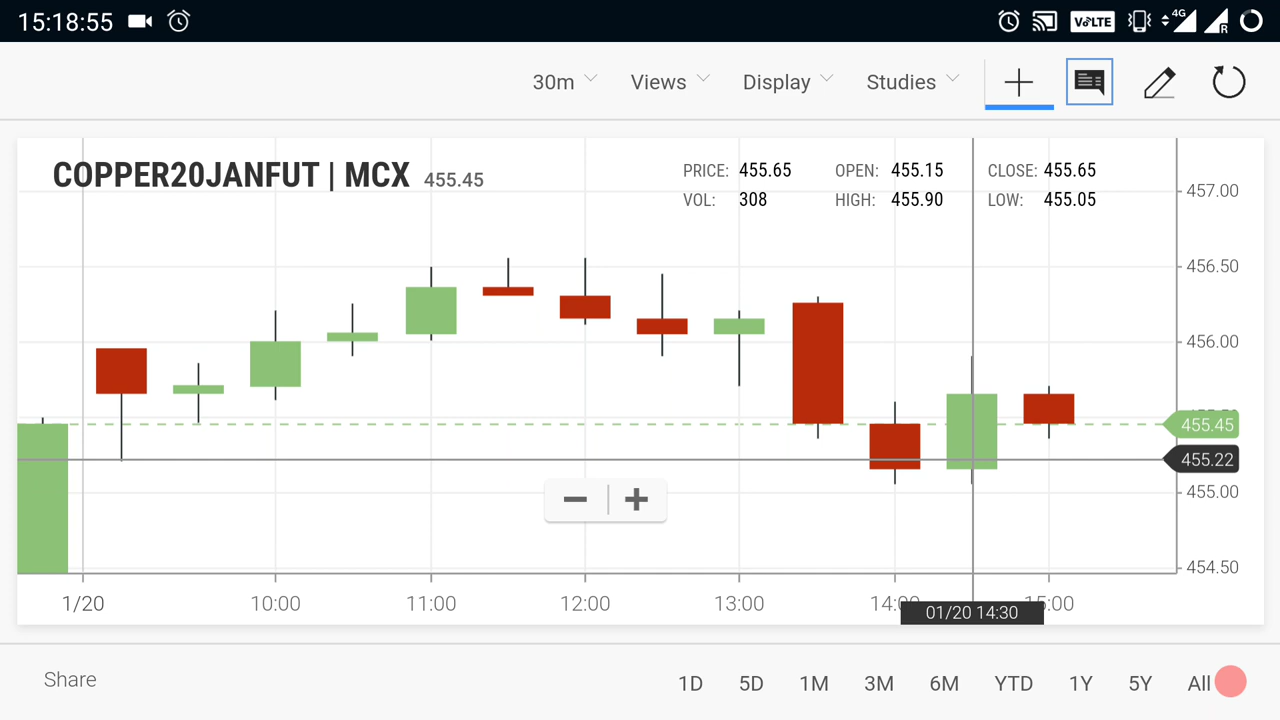 15:18:55 VoLTE 4G R
30m Views Display Studies
COPPER20JANFUT | MCX 455.45
PRICE: 455.65 OPEN: 455.15 CLOSE: 455.65
VOL: 308 HIGH: 455.90 LOW: 455.05
457.00
456.50
456.00
455.45
455.22
455.00
454.50
1/20 10:00 11:00 12:00 13:00 14:00 15:00
01/20 14:30
Share 1D 5D 1M 3M 6M YTD 1Y 5Y All